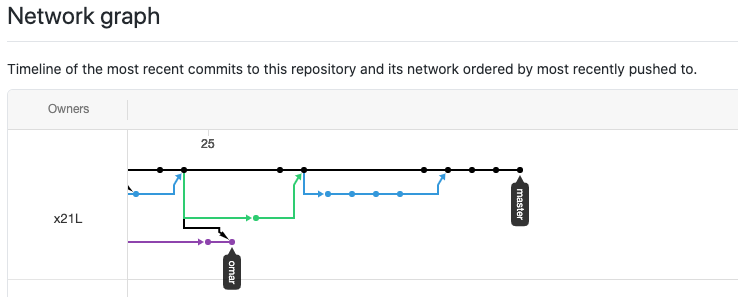 Network graph
Timeline of the most recent commits to this repository and its network ordered by most recently pushed to.
Owners
25
x21L
master
omar